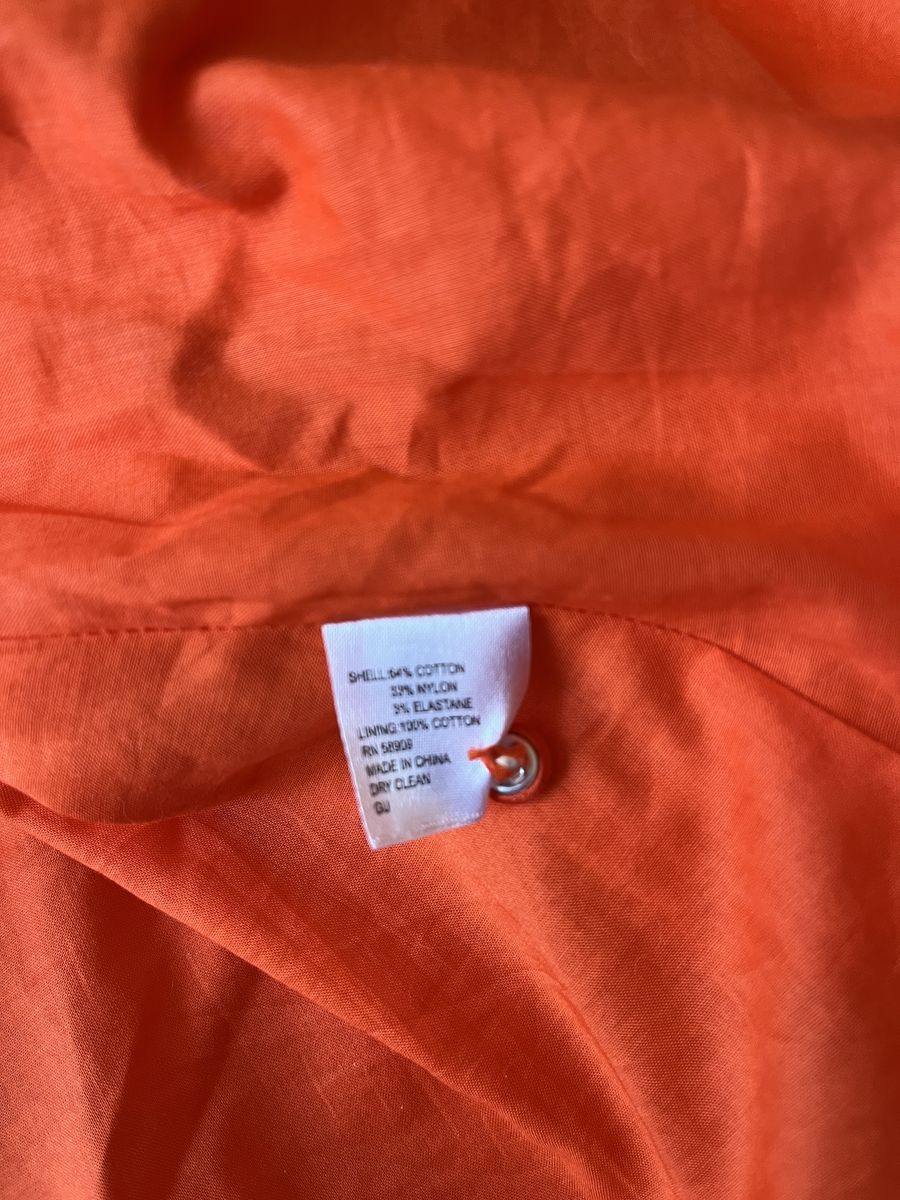 SHELL:64% COTTON
33% NYLON
3% ELASTANE
LINING:100% COTTON
RN 58909
MADE IN CHINA
DRY CLEAN
GJ